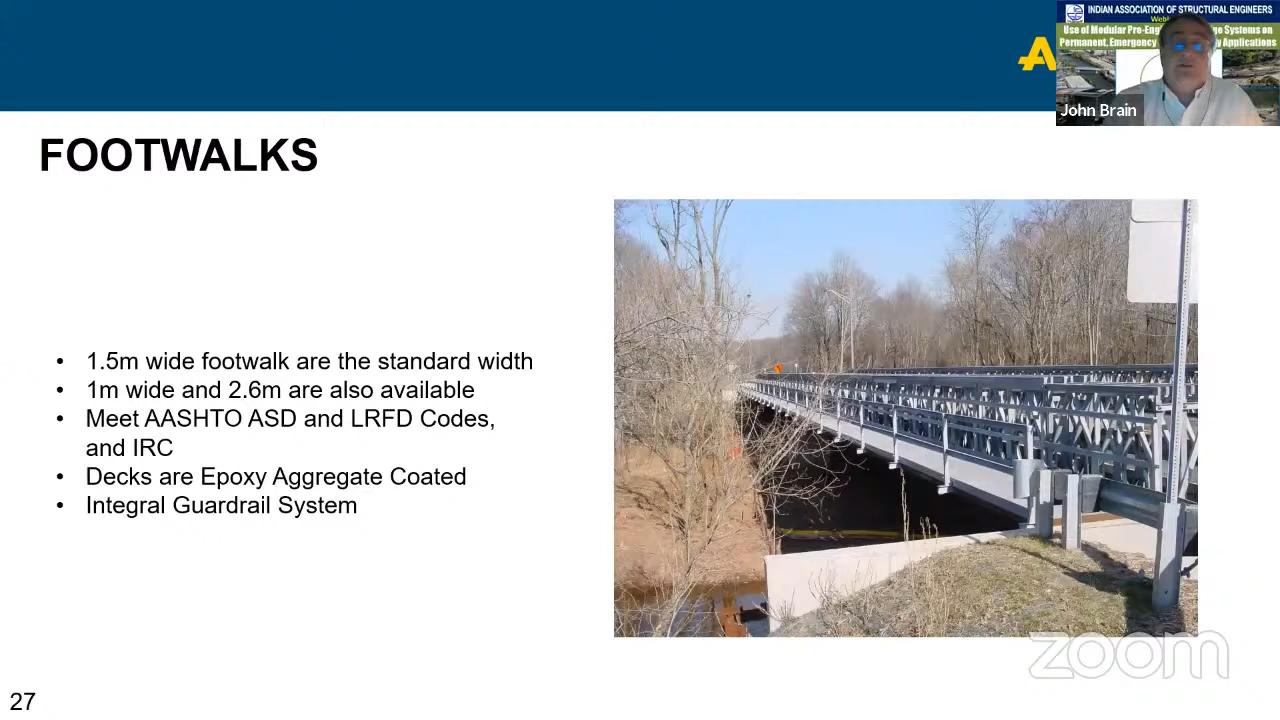 INDIAN ASSOCIATION OF STRUCTURAL ENGINEERS
Use of Modular Pre-Eng Systems on
Permanent, Emergency Applications
John Brain
FOOTWALKS
• 1.5m wide footwalk are the standard width
• 1m wide and 2.6m are also available
• Meet AASHTO ASD and LRFD Codes,
and IRC
• Decks are Epoxy Aggregate Coated
• Integral Guardrail System
zoom
27